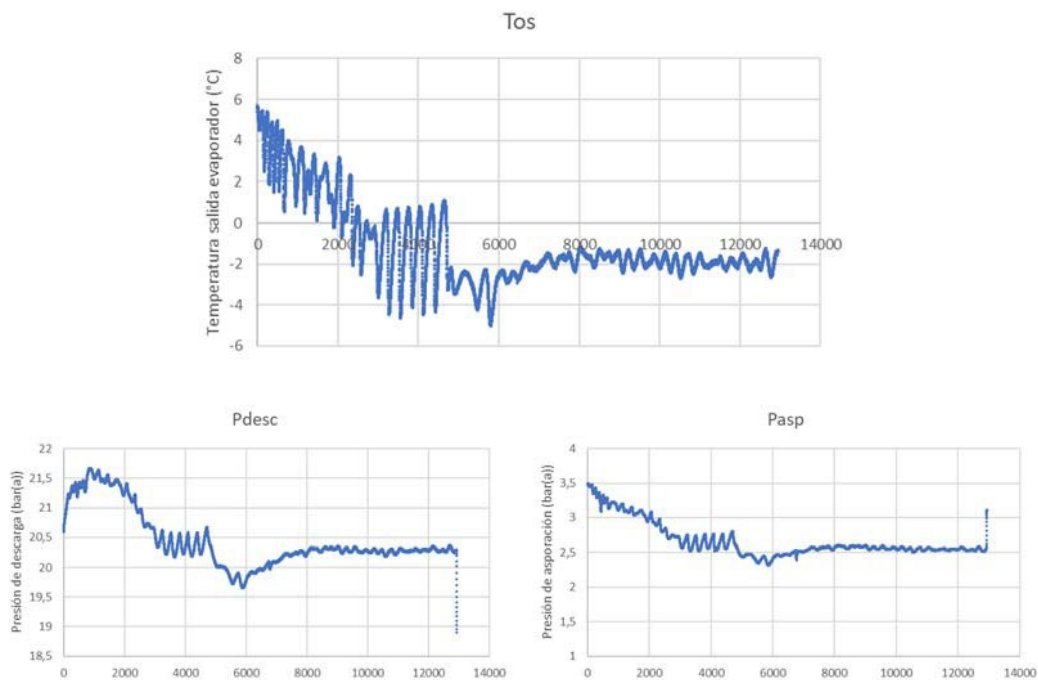 Tos
Temperatura salida evaporador (°C)
8
6
4
2
0
-2
-4
-6
0 2000 4000 6000 8000 10000 12000 14000
Pdesc
Presión de descarga (bar(a))
22
21,5
21
20,5
20
19,5
19
18,5
0 2000 4000 6000 8000 10000 12000 14000
Pasp
Presión de asporación (bar(a))
4
3,5
3
2,5
2
1,5
1
0 2000 4000 6000 8000 10000 12000 14000